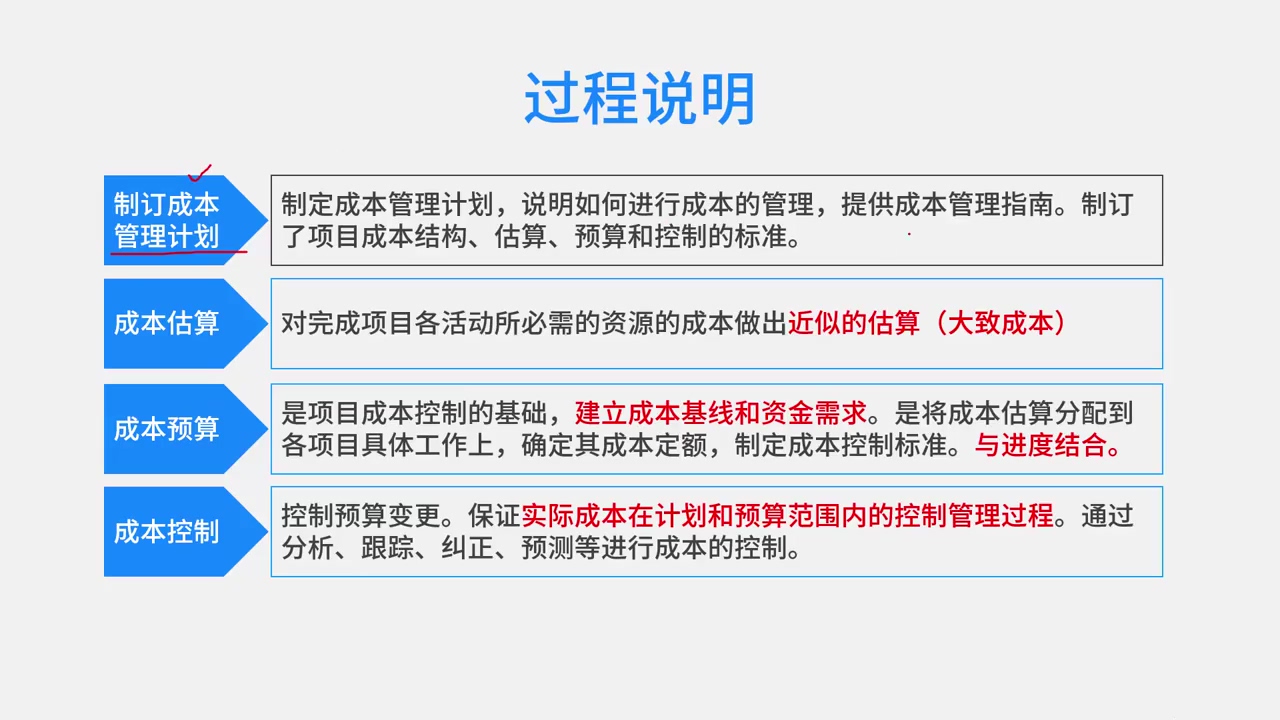 过程说明
制订成本
管理计划
制定成本管理计划，说明如何进行成本的管理，提供成本管理指南。制订
了项目成本结构、估算、预算和控制的标准。
成本估算
对完成项目各活动所必需的资源的成本做出近似的估算（大致成本）
成本预算
是项目成本控制的基础，建立成本基线和资金需求。是将成本估算分配到
各项目具体工作上，确定其成本定额，制定成本控制标准。与进度结合。
成本控制
控制预算变更。保证实际成本在计划和预算范围内的控制管理过程。通过
分析、跟踪、纠正、预测等进行成本的控制。